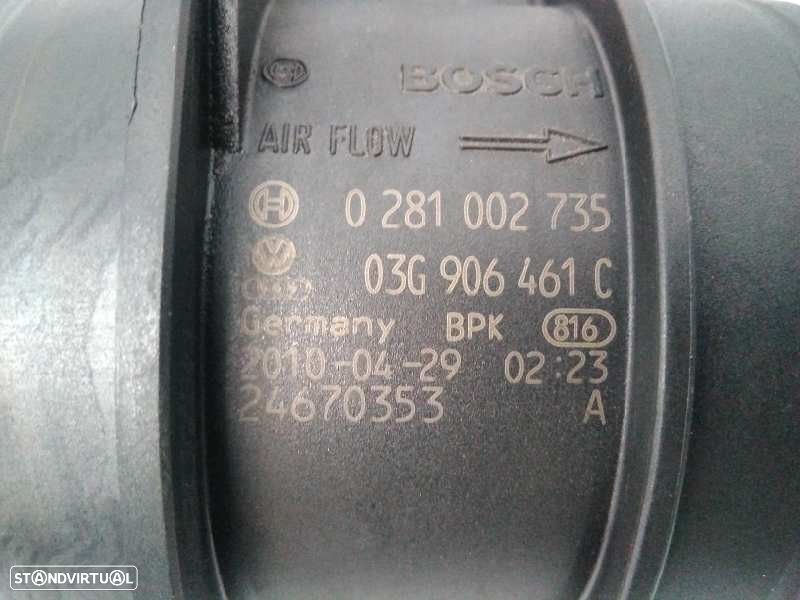 BOSCH
AIR FLOW
0 281 002 735
03G 906 461 C
Germany BPK 816
2010-04-29 02:23
24670353 A
STANDVIRTUAL